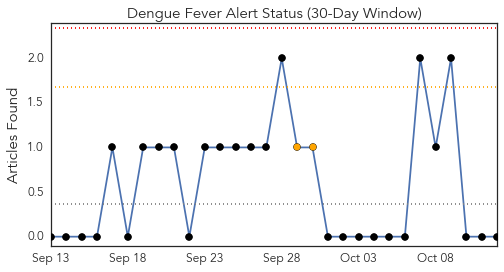 Dengue Fever Alert Status (30-Day Window)
Articles Found
2.0
1.5
1.0
0.5
0.0
Sep 13 Sep 18 Sep 23 Sep 28 Oct 03 Oct 08